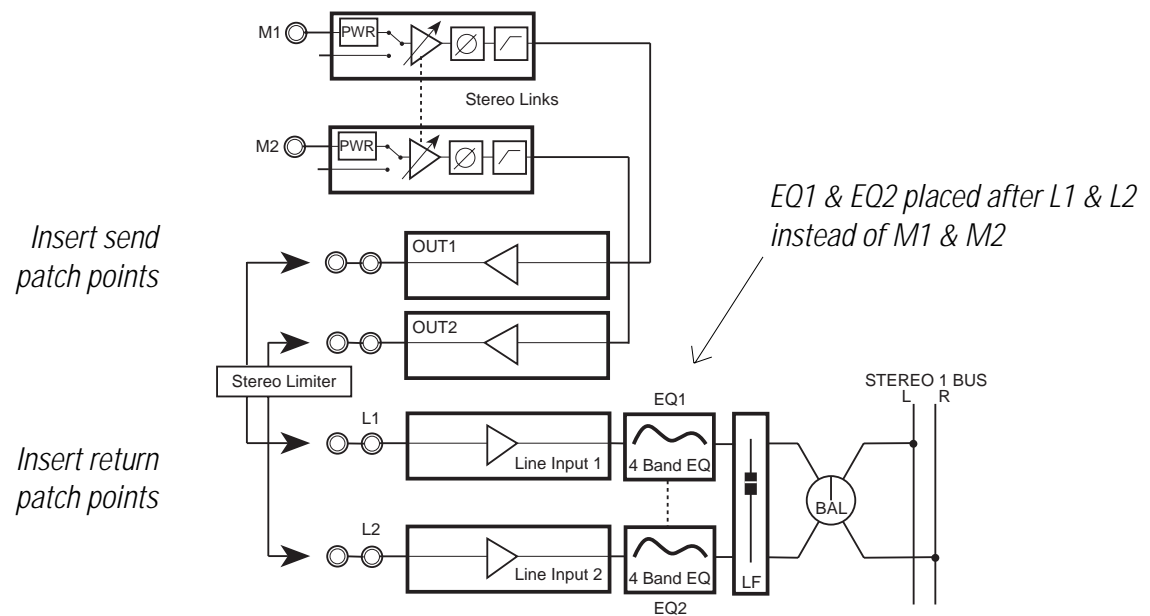 M1
PWR
Stereo Links
M2
PWR
EQ1 & EQ2 placed after L1 & L2
instead of M1 & M2
Insert send
patch points
OUT1
OUT2
Stereo Limiter
STEREO 1 BUS
L R
EQ1
L1
Line Input 1
4 Band EQ
Insert return
patch points
BAL
L2
Line Input 2
4 Band EQ
LF
EQ2